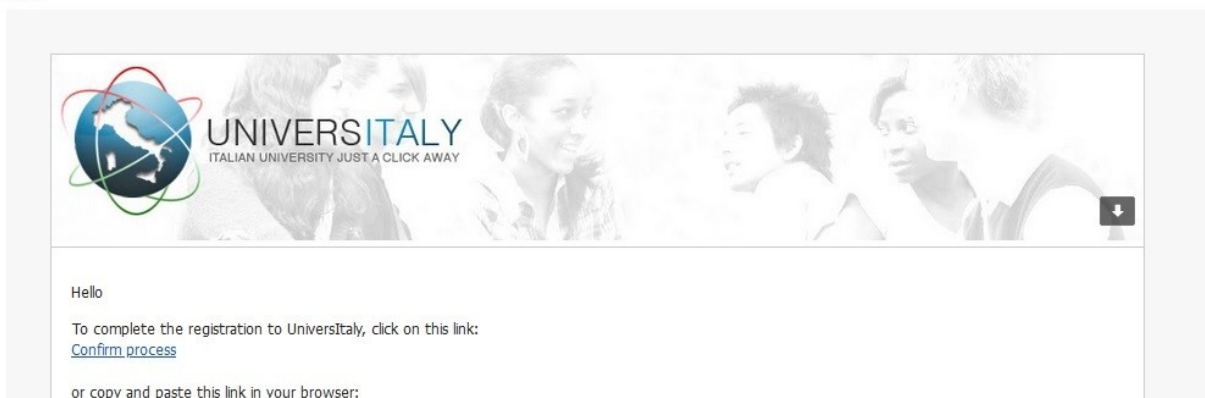 UNIVERSITALY
ITALIAN UNIVERSITY JUST A CLICK AWAY
Hello
To complete the registration to UniversItaly, click on this link:
Confirm process
or copy and paste this link in your browser: